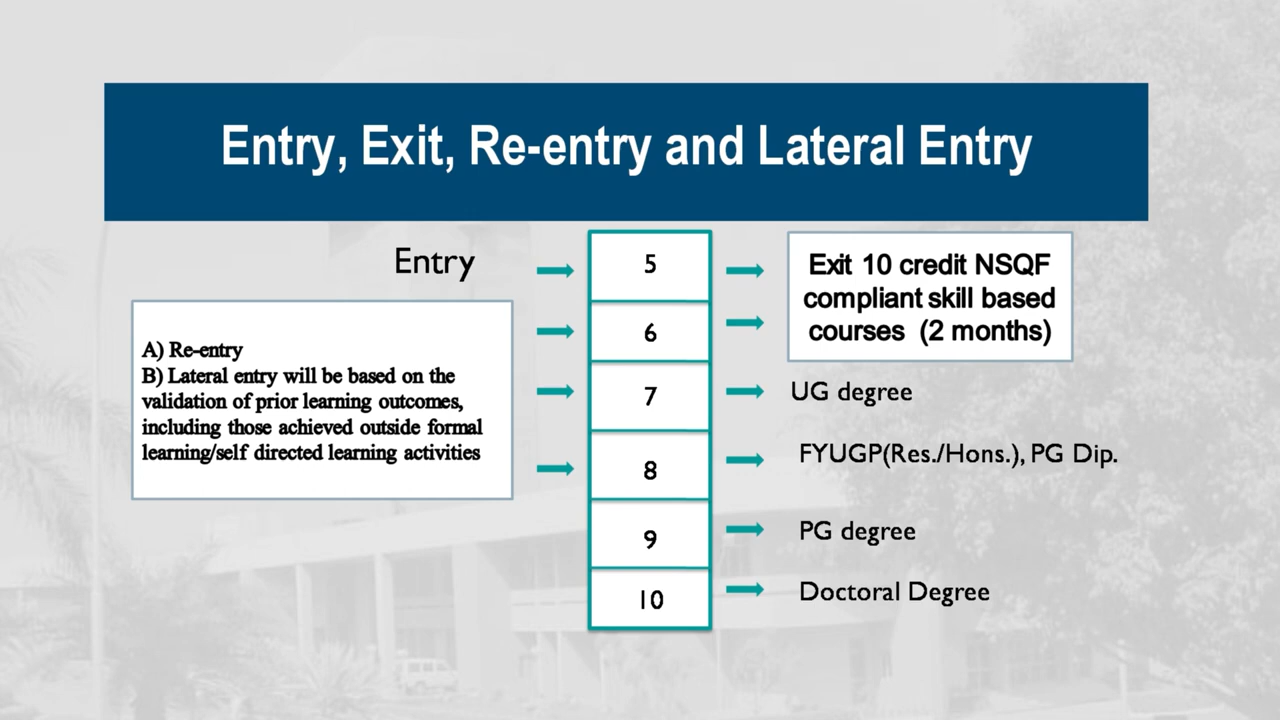 Entry, Exit, Re-entry and Lateral Entry
Entry
A) Re-entry
B) Lateral entry will be based on the
validation of prior learning outcomes,
including those achieved outside formal
learning/self directed learning activities
5
6
7
8
9
10
Exit 10 credit NSQF
compliant skill based
courses (2 months)
UG degree
FYUGP(Res./Hons.), PG Dip.
PG degree
Doctoral Degree